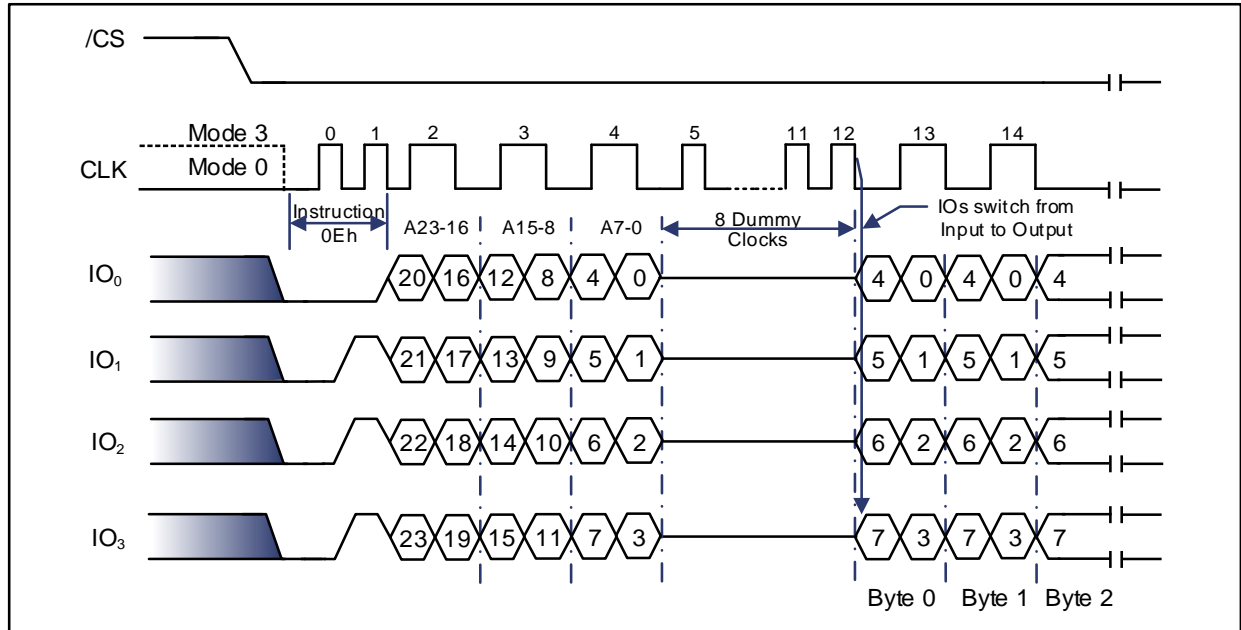 /CS
Mode 3 0 1 2 3 4 5 11 12 13 14
CLK Mode 0
Instruction
0Eh
A23-16 A15-8 A7-0
8 Dummy
Clocks
IOs switch from
Input to Output
IO₀ 20 16 12 8 4 0 4 0 4 0 4
IO₁ 21 17 13 9 5 1 5 1 5 1 5
IO₂ 22 18 14 10 6 2 6 2 6 2 6
IO₃ 23 19 15 11 7 3 7 3 7 3 7
Byte 0 Byte 1 Byte 2